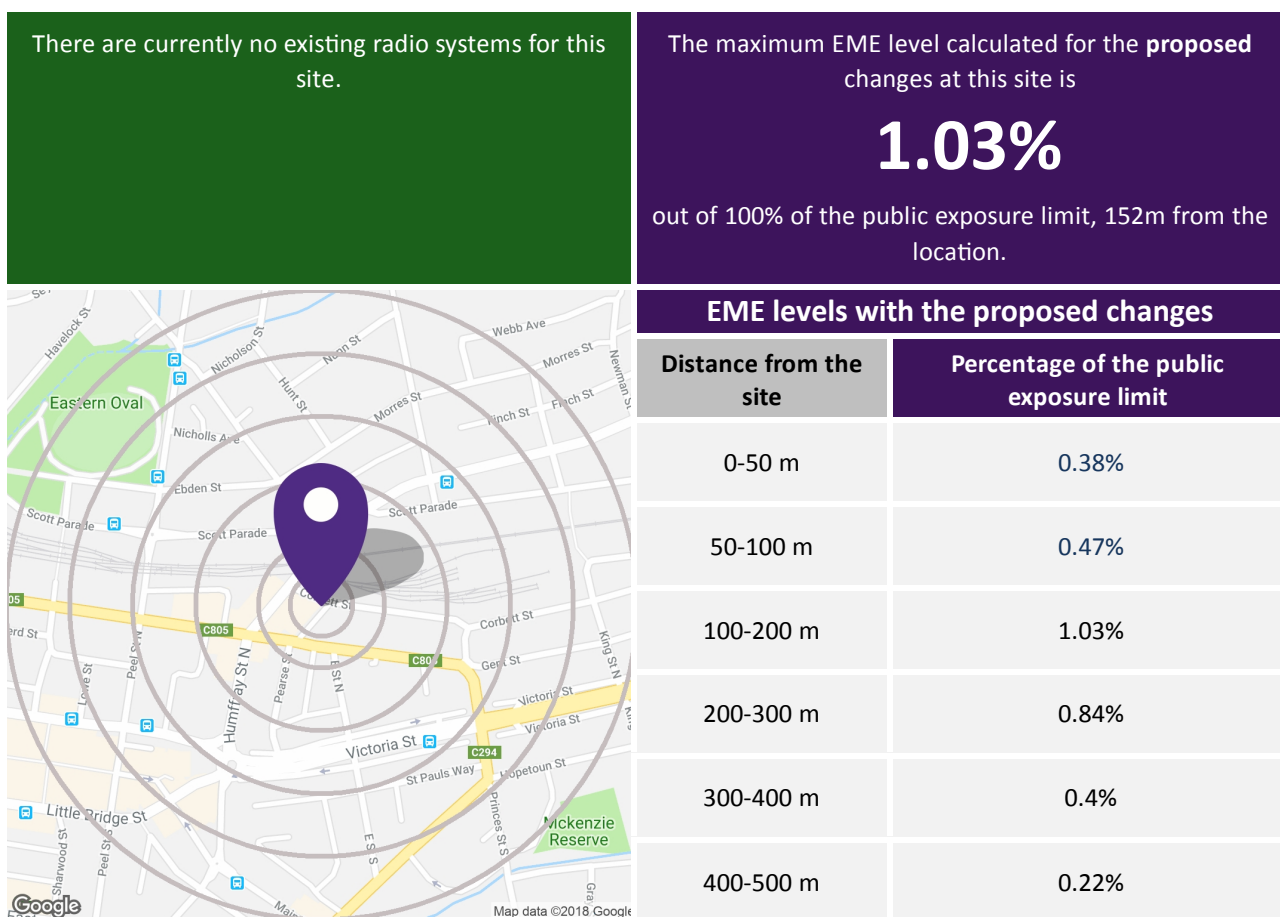 There are currently no existing radio systems for this
site.
The maximum EME level calculated for the proposed
changes at this site is
1.03%
out of 100% of the public exposure limit, 152m from the
location.
Havelock St
Nicholson St
Noon St
Webb Ave
Morres St
Newman St
Eastern Oval
Hunt St
Morres St
Finch St
Finch St
Nicholls Ave
Ebden St
Scott Parade
Scott Parade
Scott Parade
Corbett St
05
C805
Corbett St
erd St
Peel St N
Lowe St
Humffray St N
Pearse St
E St N
C805
Gent St
King St N
Victoria St
Victoria St
Victoria St
C294
St Pauls Way
Hopetoun St
Little Bridge St
Princes St S
Mckenzie
Reserve
Sharwood St
Peel St S
E S S
Main
Google
Map data ©2018 Google
EME levels with the proposed changes
Distance from the
site
Percentage of the public
exposure limit
0-50 m 0.38%
50-100 m 0.47%
100-200 m 1.03%
200-300 m 0.84%
300-400 m 0.4%
400-500 m 0.22%